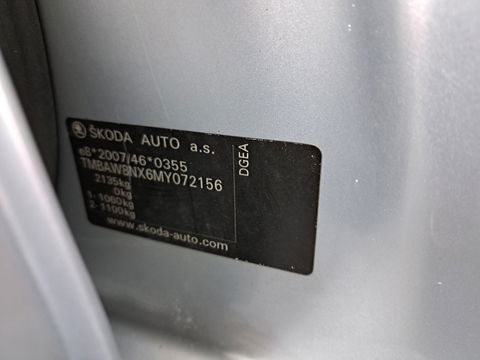 ŠKODA AUTO a.s.
e8*2007/46*0355
TMBAW8NX6MY072156
2135kg
0kg
1- 1060kg
2- 1100kg
www.skoda-auto.com
DGEA